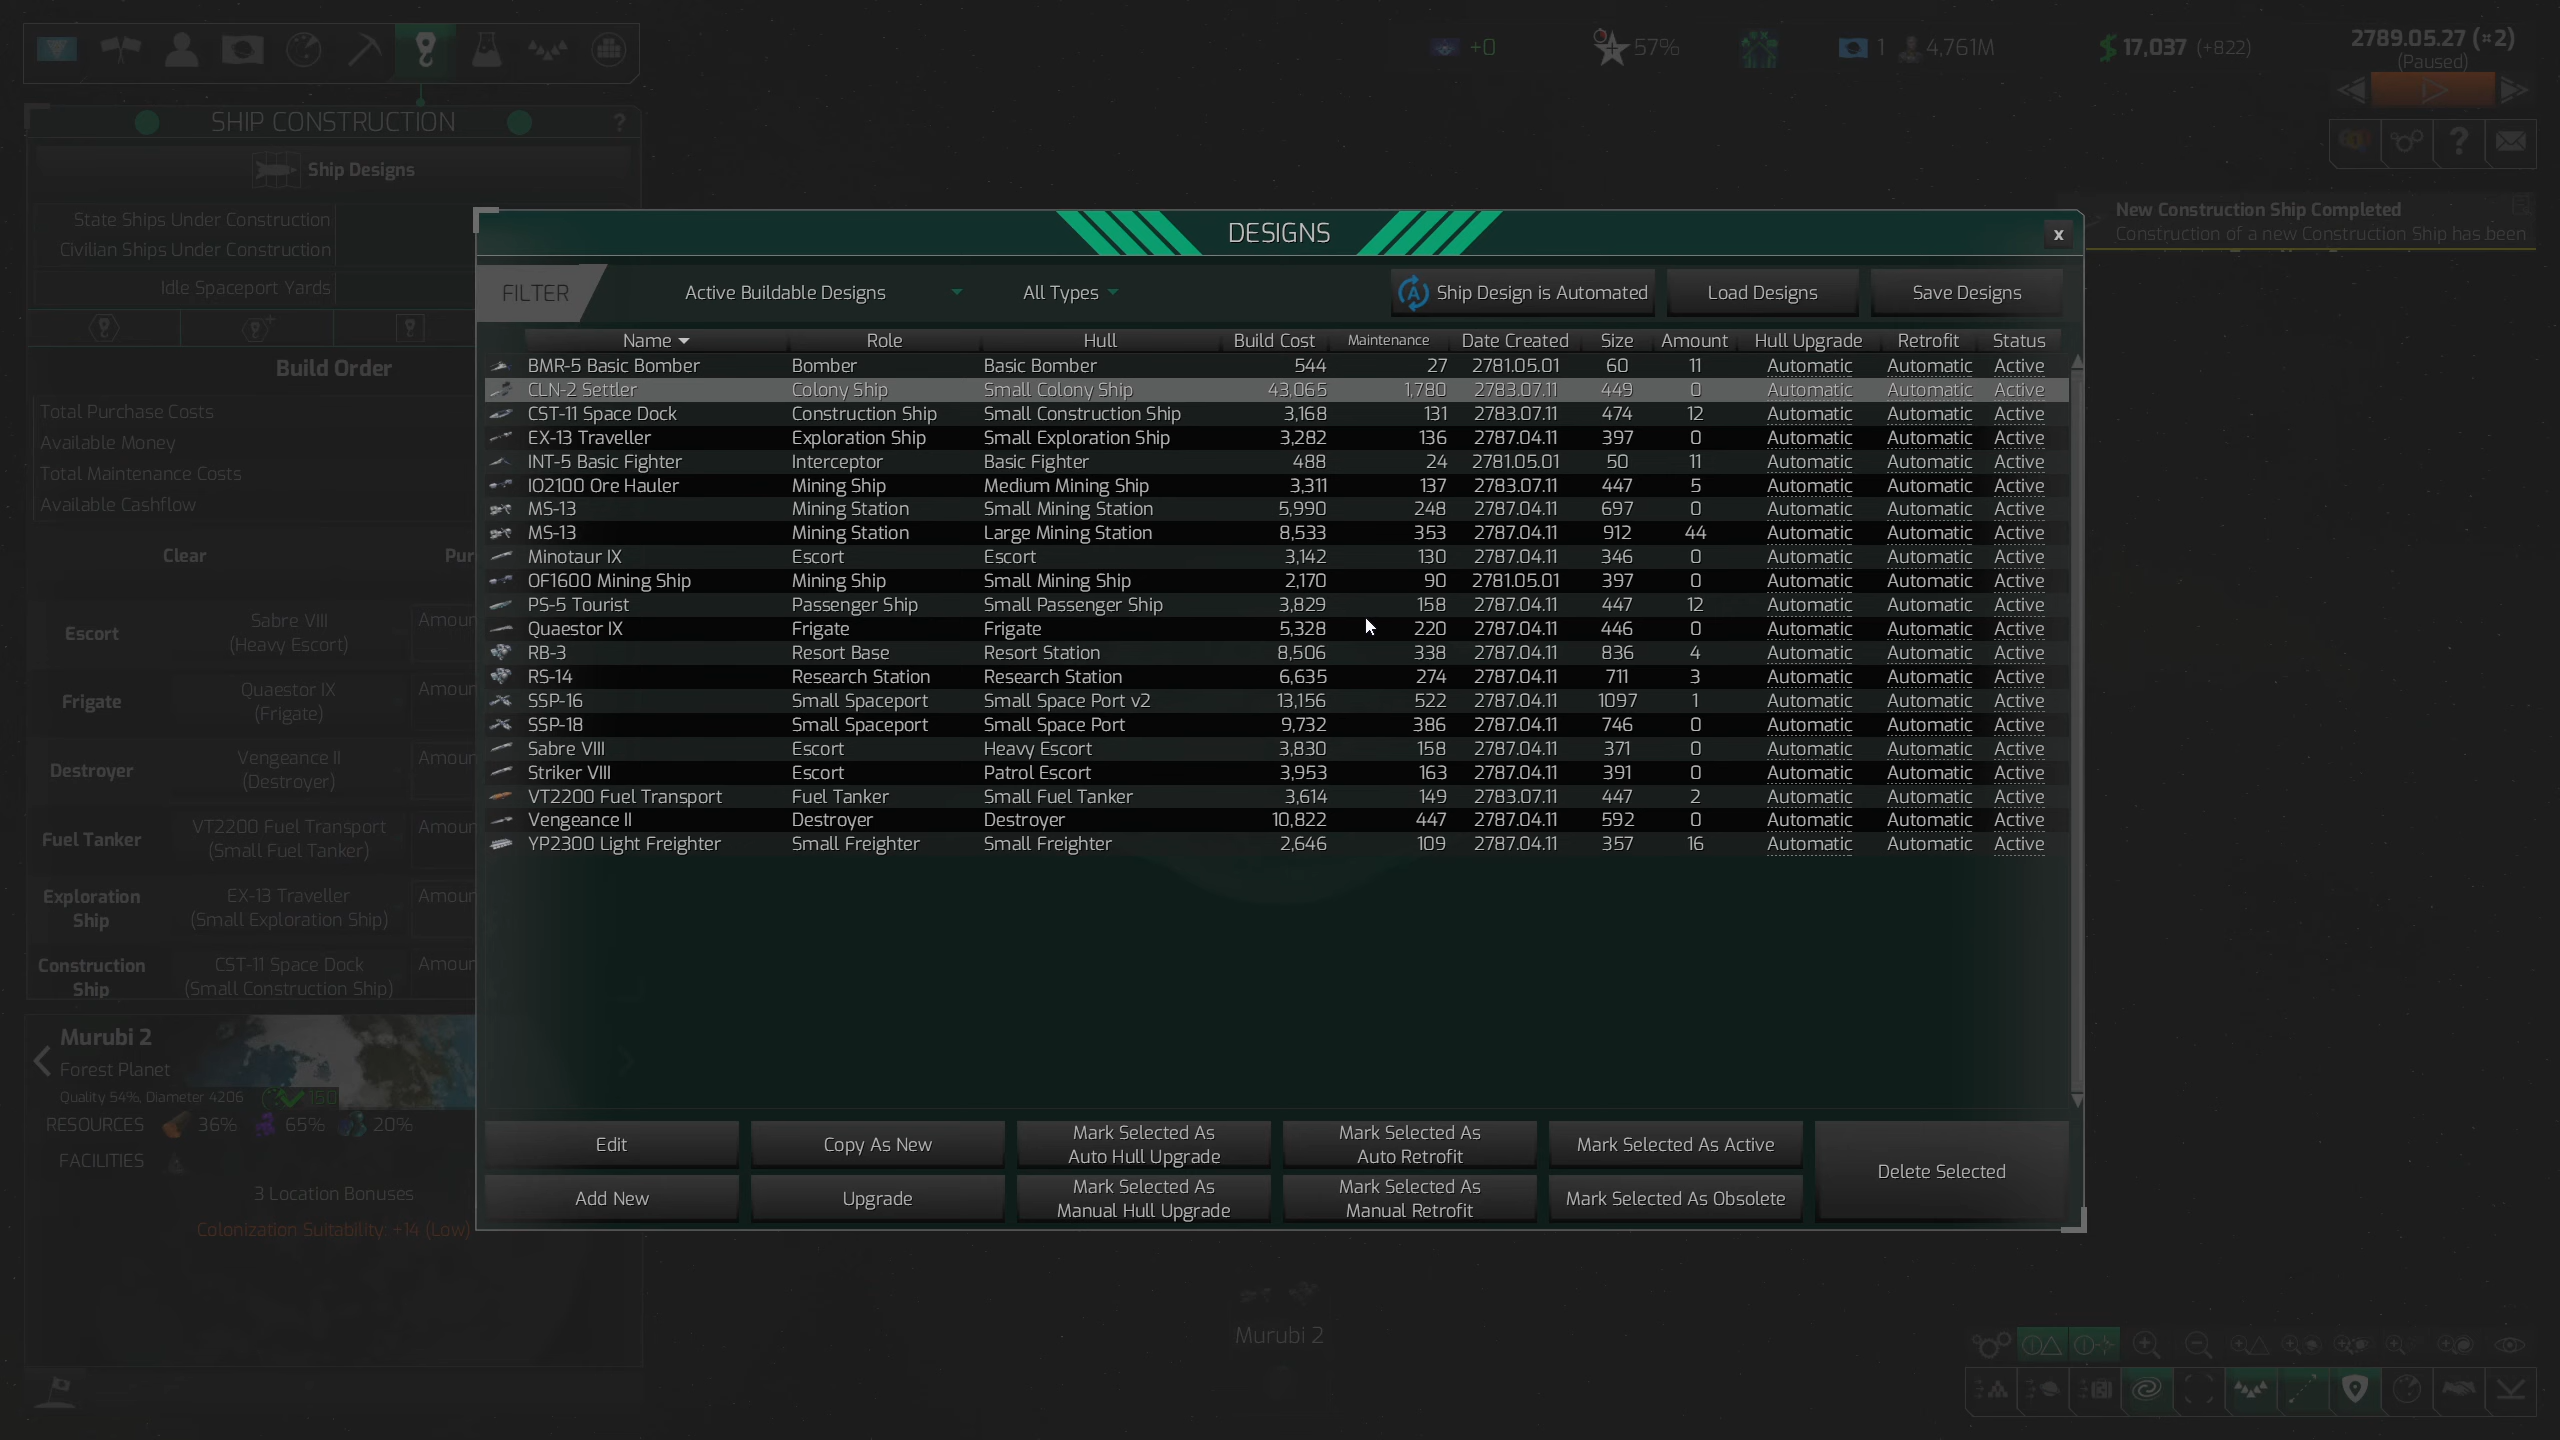 +0
57%
1
4,761M
17,037 (+822)
2789.05.27 (×2)
(Paused)
SHIP CONSTRUCTION
?
Ship Designs
State Ships Under Construction
Civilian Ships Under Construction
Idle Spaceport Yards
Build Order
Total Purchase Costs
Available Money
Total Maintenance Costs
Available Cashflow
Clear
Pur
Escort
Sabre VIII
(Heavy Escort)
Amoun
Frigate
Quaestor IX
(Frigate)
Amoun
Destroyer
Vengeance II
(Destroyer)
Amoun
Fuel Tanker
VT2200 Fuel Transport
(Small Fuel Tanker)
Amoun
Exploration
Ship
EX-13 Traveller
(Small Exploration Ship)
Amoun
Construction
Ship
CST-11 Space Dock
(Small Construction Ship)
Amoun
Murubi 2
Forest Planet
Quality 54%, Diameter 4206
150
RESOURCES 36% 65% 20%
FACILITIES
3 Location Bonuses
Colonization Suitability: +14 (Low)
DESIGNS
x
FILTER
Active Buildable Designs
All Types
Ship Design is Automated
Load Designs
Save Designs
Name Role Hull Build Cost Maintenance Date Created Size Amount Hull Upgrade Retrofit Status
BMR-5 Basic Bomber Bomber Basic Bomber 544 27 2781.05.01 60 11 Automatic Automatic Active
CLN-2 Settler Colony Ship Small Colony Ship 43,065 1,780 2783.07.11 449 0 Automatic Automatic Active
CST-11 Space Dock Construction Ship Small Construction Ship 3,168 131 2783.07.11 474 12 Automatic Automatic Active
EX-13 Traveller Exploration Ship Small Exploration Ship 3,282 136 2787.04.11 397 0 Automatic Automatic Active
INT-5 Basic Fighter Interceptor Basic Fighter 488 24 2781.05.01 50 11 Automatic Automatic Active
IO2100 Ore Hauler Mining Ship Medium Mining Ship 3,311 137 2783.07.11 447 5 Automatic Automatic Active
MS-13 Mining Station Small Mining Station 5,990 248 2787.04.11 697 0 Automatic Automatic Active
MS-13 Mining Station Large Mining Station 8,533 353 2787.04.11 912 44 Automatic Automatic Active
Minotaur IX Escort Escort 3,142 130 2787.04.11 346 0 Automatic Automatic Active
OF1600 Mining Ship Mining Ship Small Mining Ship 2,170 90 2781.05.01 397 0 Automatic Automatic Active
PS-5 Tourist Passenger Ship Small Passenger Ship 3,829 158 2787.04.11 447 12 Automatic Automatic Active
Quaestor IX Frigate Frigate 5,328 220 2787.04.11 446 0 Automatic Automatic Active
RB-3 Resort Base Resort Station 8,506 338 2787.04.11 836 4 Automatic Automatic Active
RS-14 Research Station Research Station 6,635 274 2787.04.11 711 3 Automatic Automatic Active
SSP-16 Small Spaceport Small Space Port v2 13,156 522 2787.04.11 1097 1 Automatic Automatic Active
SSP-18 Small Spaceport Small Space Port 9,732 386 2787.04.11 746 0 Automatic Automatic Active
Sabre VIII Escort Heavy Escort 3,830 158 2787.04.11 371 0 Automatic Automatic Active
Striker VIII Escort Patrol Escort 3,953 163 2787.04.11 391 0 Automatic Automatic Active
VT2200 Fuel Transport Fuel Tanker Small Fuel Tanker 3,614 149 2783.07.11 447 2 Automatic Automatic Active
Vengeance II Destroyer Destroyer 10,822 447 2787.04.11 592 0 Automatic Automatic Active
YP2300 Light Freighter Small Freighter Small Freighter 2,646 109 2787.04.11 357 16 Automatic Automatic Active
Edit
Copy As New
Mark Selected As
Auto Hull Upgrade
Mark Selected As
Auto Retrofit
Mark Selected As Active
Delete Selected
Add New
Upgrade
Mark Selected As
Manual Hull Upgrade
Mark Selected As
Manual Retrofit
Mark Selected As Obsolete
New Construction Ship Completed
Construction of a new Construction Ship has been
?
Murubi 2